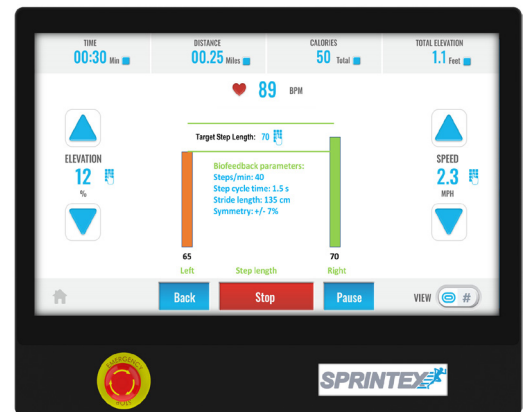 TIME
00:30 Min
DISTANCE
00.25 Miles
CALORIES
50 Total
TOTAL ELEVATION
1.1 Feet
89 BPM
Target Step Length: 70
ELEVATION
12
%
Biofeedback parameters:
Steps/min: 40
Step cycle time: 1.5 s
Stride length: 135 cm
Symmetry: +/- 7%
SPEED
2.3
MPH
65
70
Left Step length Right
Back Stop Pause VIEW #
EMERGENCY
SPRINTEX